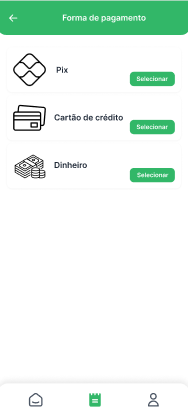 Forma de pagamento
Pix
Selecionar
Cartão de crédito
Selecionar
Dinheiro
Selecionar